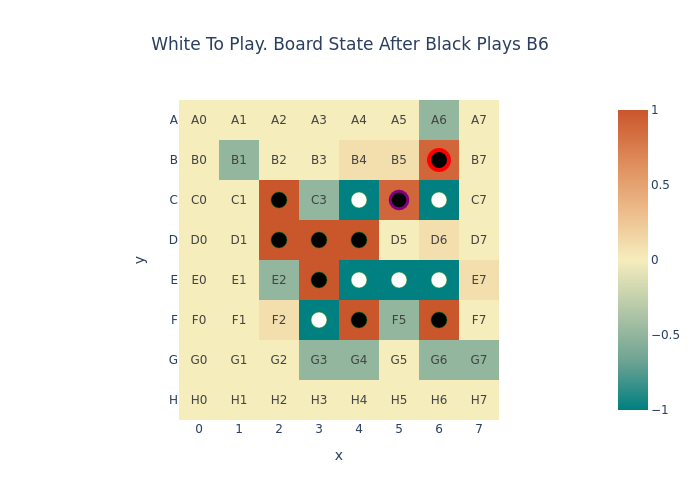 White To Play. Board State After Black Plays B6
A A0 A1 A2 A3 A4 A5 A6 A7
B B0 B1 B2 B3 B4 B5 B7
C C0 C1 C3 C7
D D0 D1 D5 D6 D7
E E0 E1 E2 E7
F F0 F1 F2 F5 F7
G G0 G1 G2 G3 G4 G5 G6 G7
H H0 H1 H2 H3 H4 H5 H6 H7
0 1 2 3 4 5 6 7
x
y
1
0.5
0
−0.5
−1